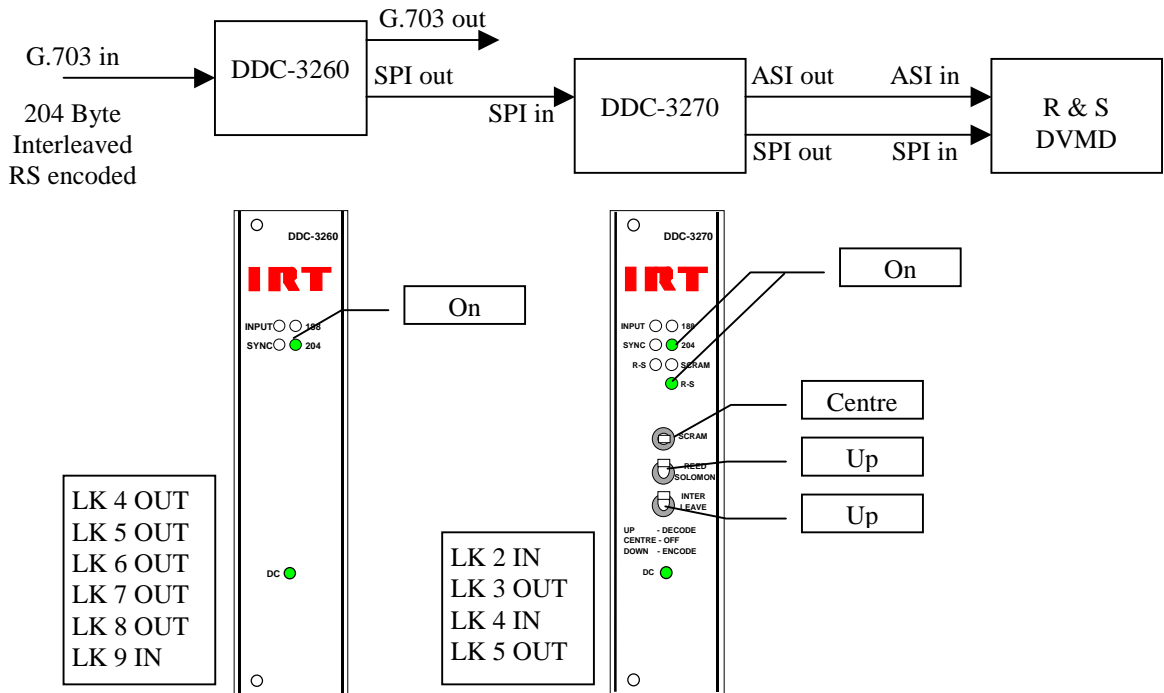 G.703 out
G.703 in
DDC-3260
SPI out
204 Byte
Interleaved
RS encoded
SPI in
DDC-3270
ASI out
SPI out
ASI in
SPI in
R & S
DVMD
DDC-3260
IRT
INPUT 188
SYNC 204
On
DC
LK 4 OUT
LK 5 OUT
LK 6 OUT
LK 7 OUT
LK 8 OUT
LK 9 IN
DDC-3270
IRT
INPUT 188
SYNC 204
R-S SCRAM
R-S
On
SCRAM
Centre
REED
SOLOMON
Up
INTER
LEAVE
Up
UP - DECODE
CENTRE - OFF
DOWN - ENCODE
DC
LK 2 IN
LK 3 OUT
LK 4 IN
LK 5 OUT